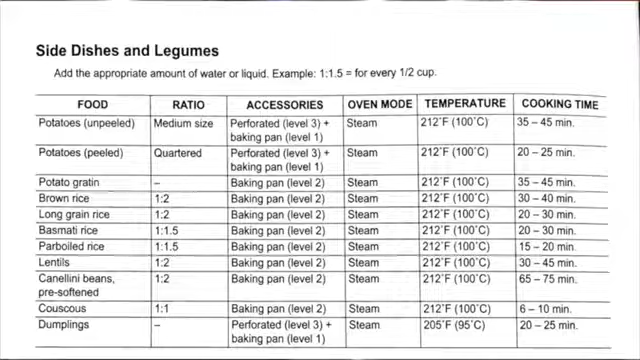 Side Dishes and Legumes
Add the appropriate amount of water or liquid. Example: 1:1.5 = for every 1/2 cup.
FOOD RATIO ACCESSORIES OVEN MODE TEMPERATURE COOKING TIME
Potatoes (unpeeled) Medium size Perforated (level 3) + Steam 212˚F (100˚C) 35 – 45 min.
baking pan (level 1)
Potatoes (peeled) Quartered Perforated (level 3) + Steam 212˚F (100˚C) 20 – 25 min.
baking pan (level 1)
Potato gratin – Baking pan (level 2) Steam 212˚F (100˚C) 35 – 45 min.
Brown rice 1:2 Baking pan (level 2) Steam 212˚F (100˚C) 30 – 40 min.
Long grain rice 1:2 Baking pan (level 2) Steam 212˚F (100˚C) 20 – 30 min.
Basmati rice 1:1.5 Baking pan (level 2) Steam 212˚F (100˚C) 20 – 30 min.
Parboiled rice 1:1.5 Baking pan (level 2) Steam 212˚F (100˚C) 15 – 20 min.
Lentils 1:2 Baking pan (level 2) Steam 212˚F (100˚C) 30 – 45 min.
Canellini beans, 1:2 Baking pan (level 2) Steam 212˚F (100˚C) 65 – 75 min.
pre-softened
Couscous 1:1 Baking pan (level 2) Steam 212˚F (100˚C) 6 – 10 min.
Dumplings – Perforated (level 3) + Steam 205˚F (95˚C) 20 – 25 min.
baking pan (level 1)